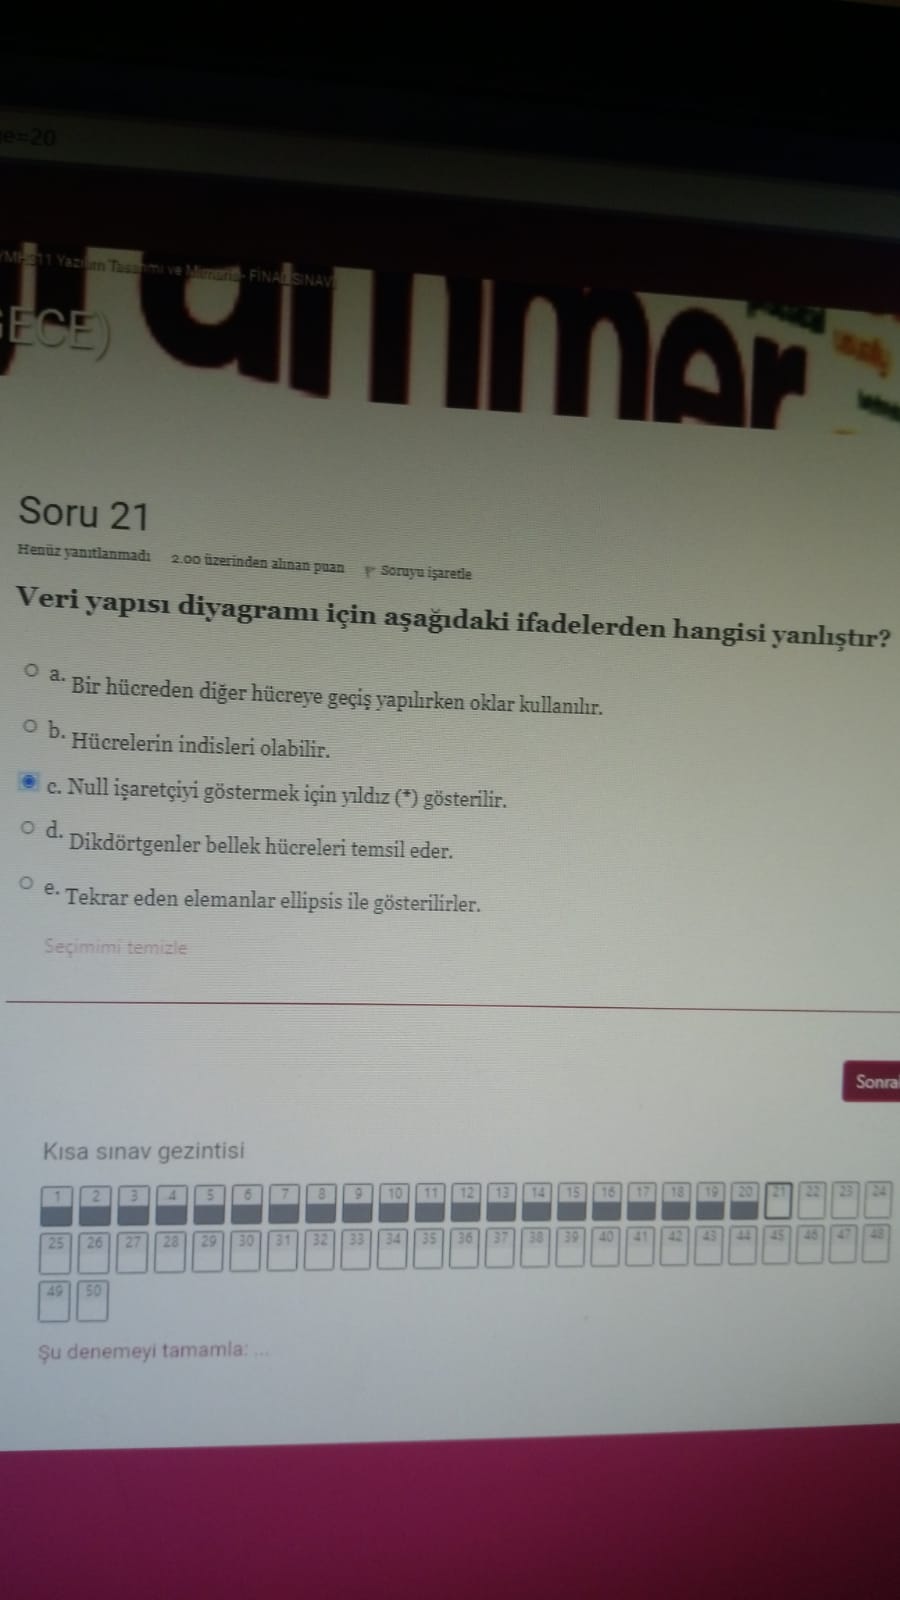 e=20
YMH311 Yazılım Tasarımı ve Mimarisi - FİNAL SINAVI
GECE)
Soru 21
Henüz yanıtlanmadı 2.00 üzerinden alınan puan Soruyu işaretle
Veri yapısı diyagramı için aşağıdaki ifadelerden hangisi yanlıştır?
a. Bir hücreden diğer hücreye geçiş yapılırken oklar kullanılır.
b. Hücrelerin indisleri olabilir.
c. Null işaretçiyi göstermek için yıldız (*) gösterilir.
d. Dikdörtgenler bellek hücreleri temsil eder.
e. Tekrar eden elemanlar ellipsis ile gösterilirler.
Seçimimi temizle
Sonra
Kısa sınav gezintisi
1 2 3 4 5 6 7 8 9 10 11 12 13 14 15 16 17 18 19 20 21 22 23 24
25 26 27 28 29 30 31 32 33 34 35 36 37 38 39 40 41 42 43 44 45 46 47 48
49 50
Şu denemeyi tamamla: ...